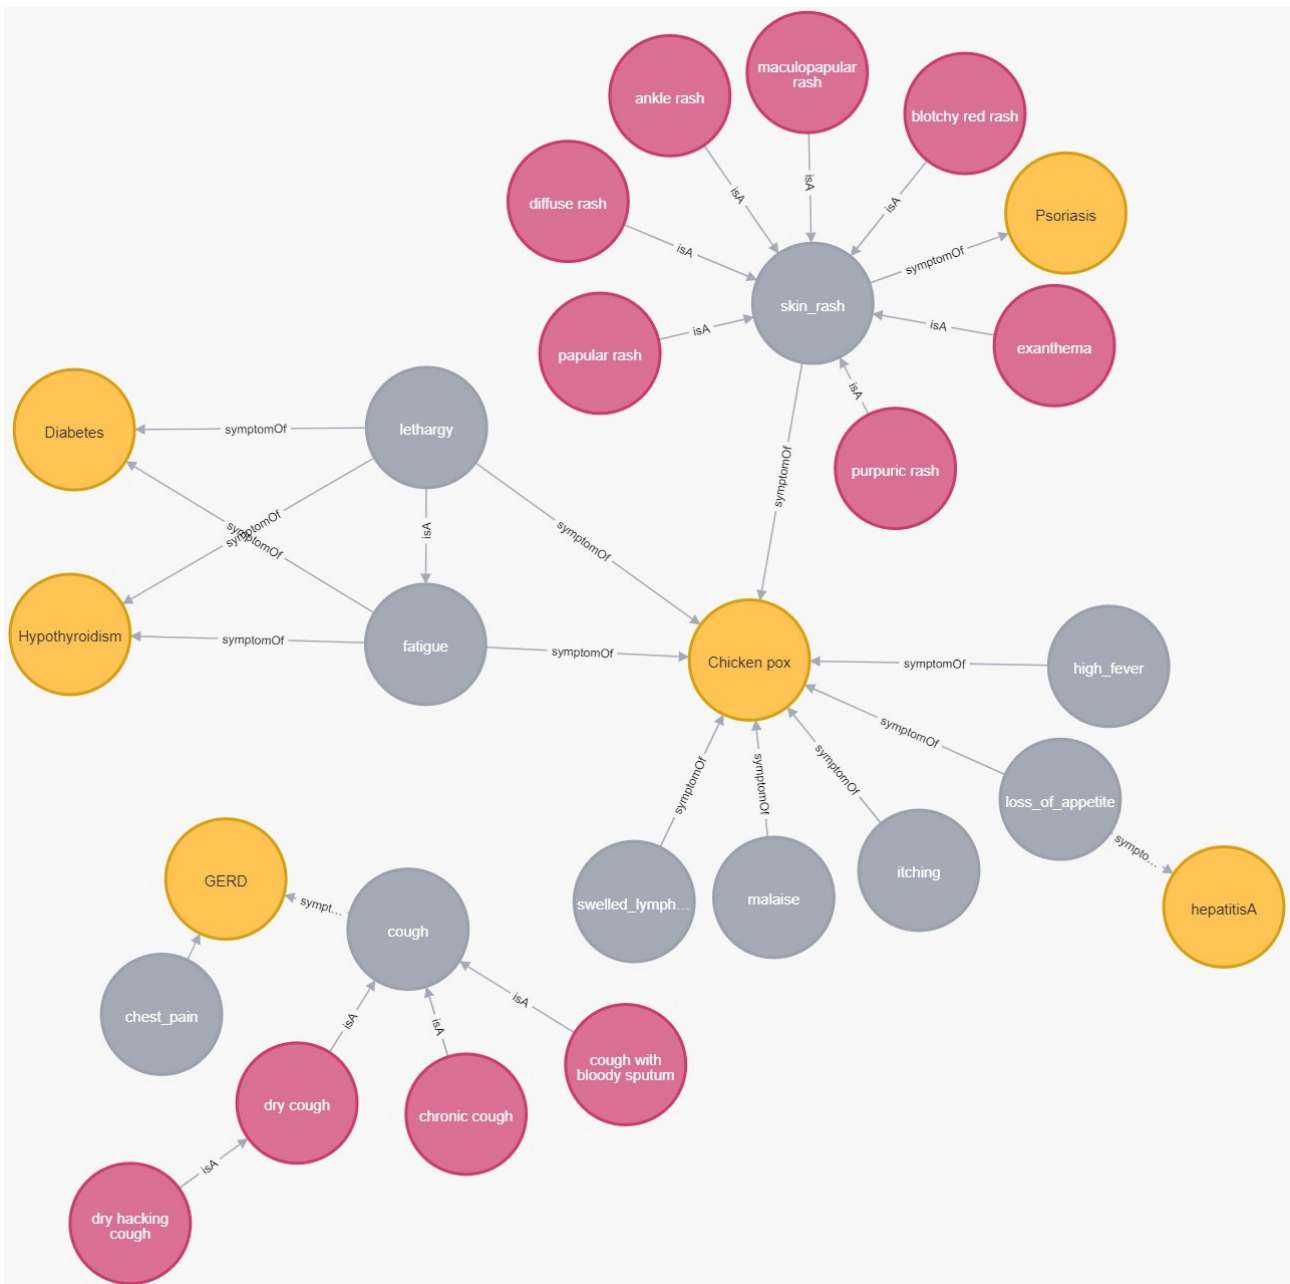 maculopapular
rash
ankle rash
blotchy red rash
isA
isA
isA
diffuse rash
Psoriasis
isA
symptomOf
skin_rash
isA
exanthema
isA
papular rash
isA
purpuric rash
symptomOf
Diabetes
symptomOf
lethargy
isA
symptomOf
symptomOf
symptomOf
Hypothyroidism
symptomOf
fatigue
symptomOf
Chicken pox
symptomOf
high_fever
symptomOf
symptomOf
symptomOf
symptomOf
loss_of_appetite
sympto...
hepatitisA
swelled_lymph...
malaise
itching
GERD
sympt...
cough
chest_pain
isA
isA
isA
cough with
bloody sputum
dry cough
chronic cough
isA
dry hacking
cough